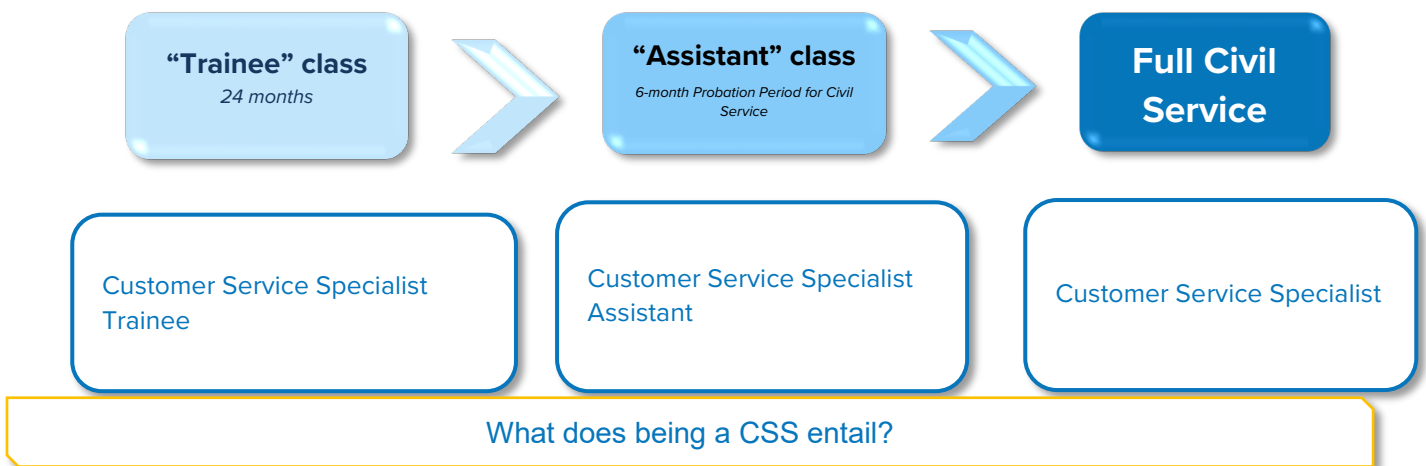 “Trainee” class
24 months
“Assistant” class
6-month Probation Period for Civil
Service
Full Civil
Service
Customer Service Specialist
Trainee
Customer Service Specialist
Assistant
Customer Service Specialist
What does being a CSS entail?